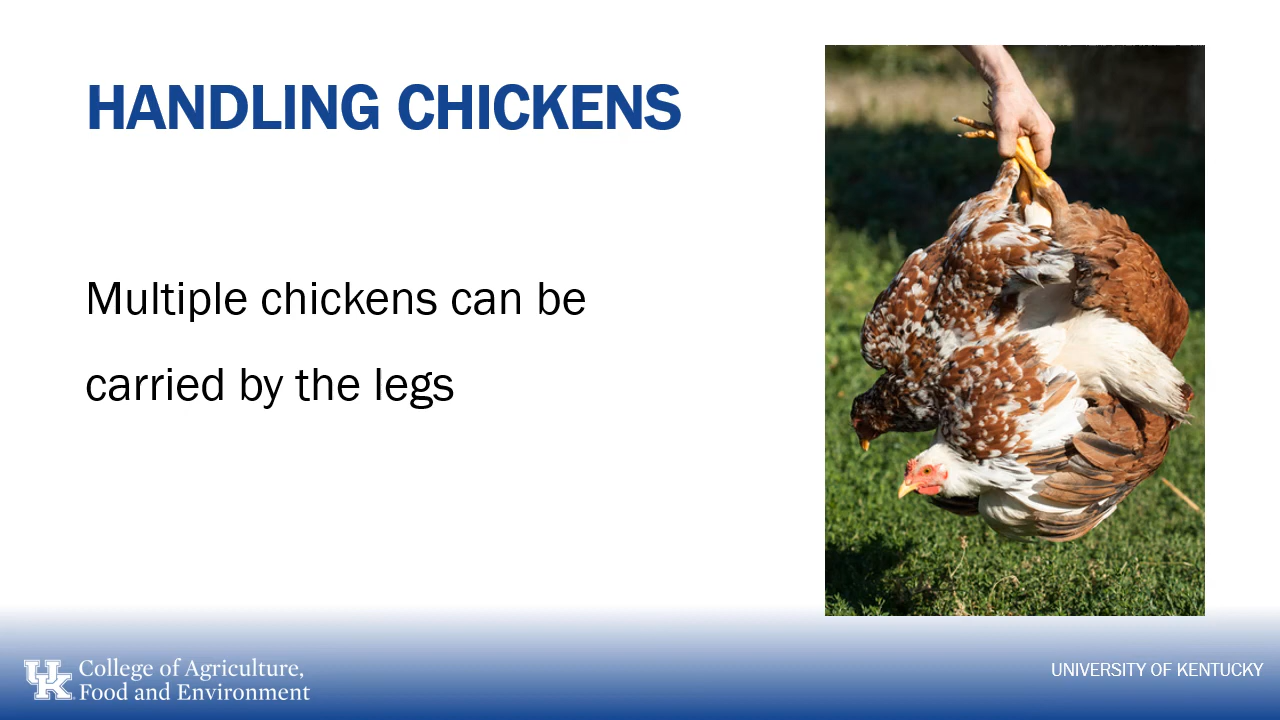 HANDLING CHICKENS
Multiple chickens can be
carried by the legs
UK
College of Agriculture,
Food and Environment
UNIVERSITY OF KENTUCKY